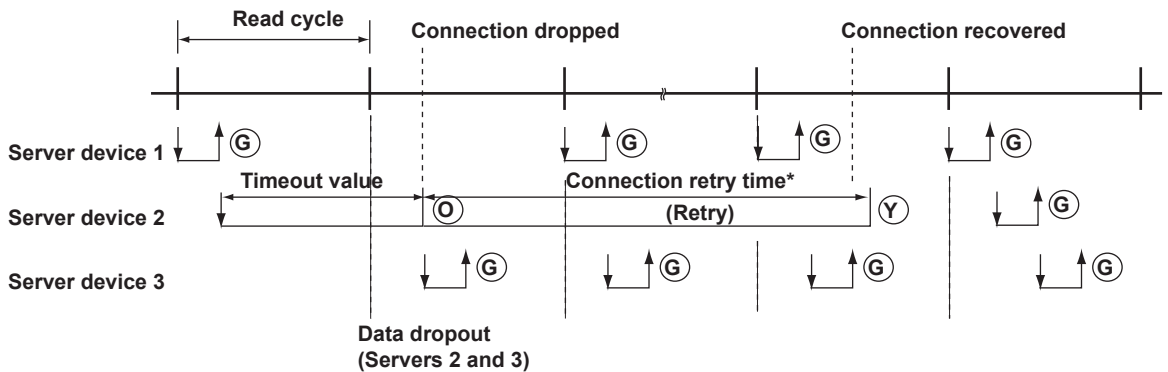 Read cycle
Connection dropped
Connection recovered
Server device 1
G
G
G
G
Timeout value
Connection retry time*
Server device 2
O
(Retry)
Y
G
Server device 3
G
G
G
G
Data dropout
(Servers 2 and 3)